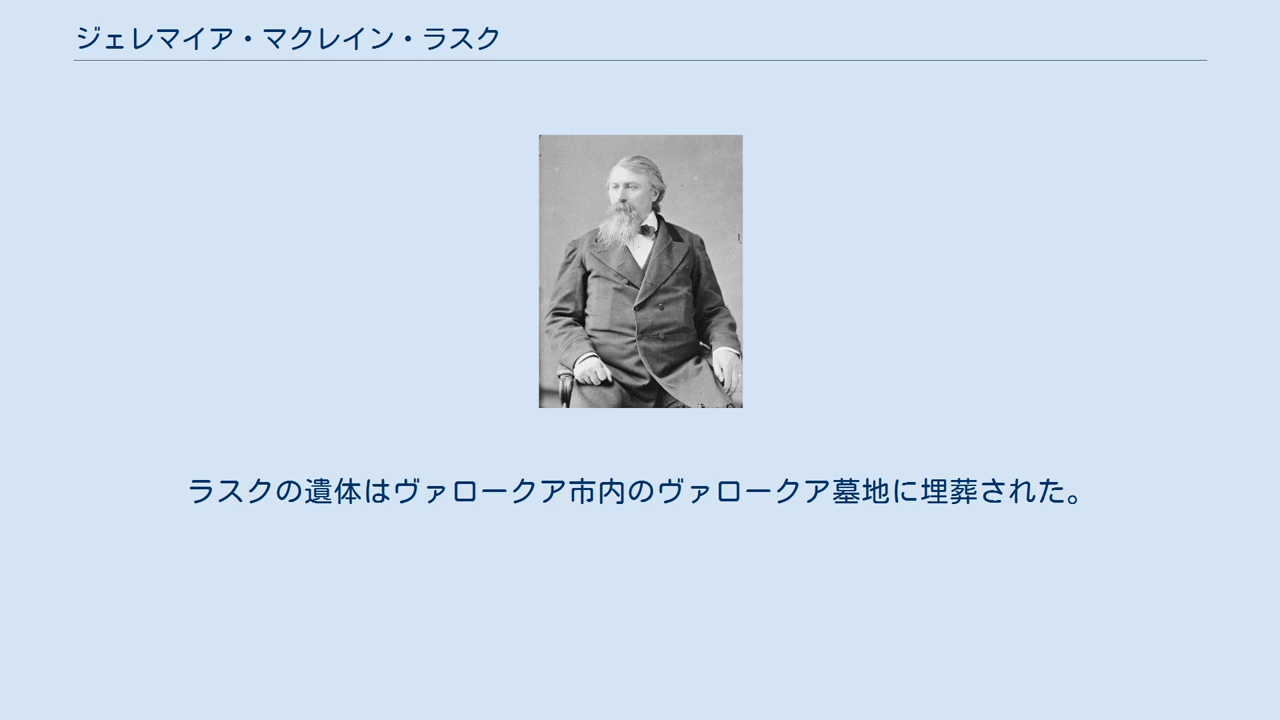 ジェレマイア・マクレイン・ラスク
ラスクの遺体はヴァロークア市内のヴァロークア墓地に埋葬された。